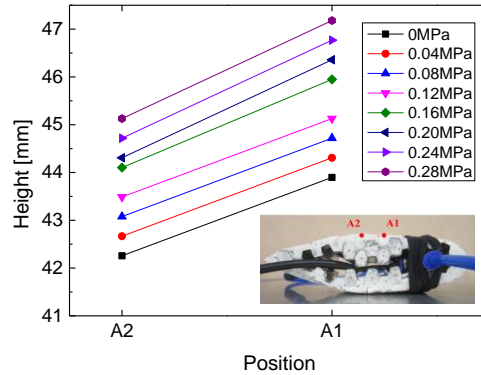 Height [mm]
47
46
45
44
43
42
41
A2
A1
Position
0MPa
0.04MPa
0.08MPa
0.12MPa
0.16MPa
0.20MPa
0.24MPa
0.28MPa
A2 A1